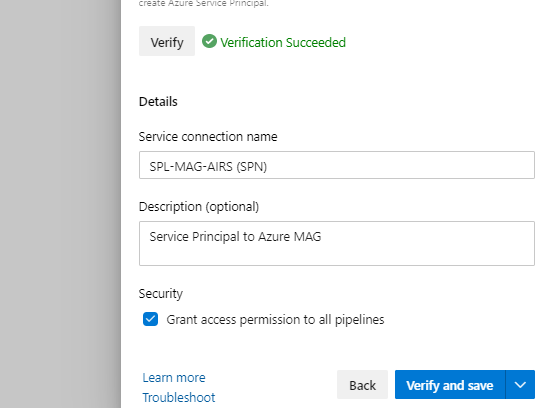 create Azure Service Principal.
Verify
Verification Succeeded
Details
Service connection name
SPL-MAG-AIRS (SPN)
Description (optional)
Service Principal to Azure MAG
Security
Grant access permission to all pipelines
Learn more
Troubleshoot
Back
Verify and save